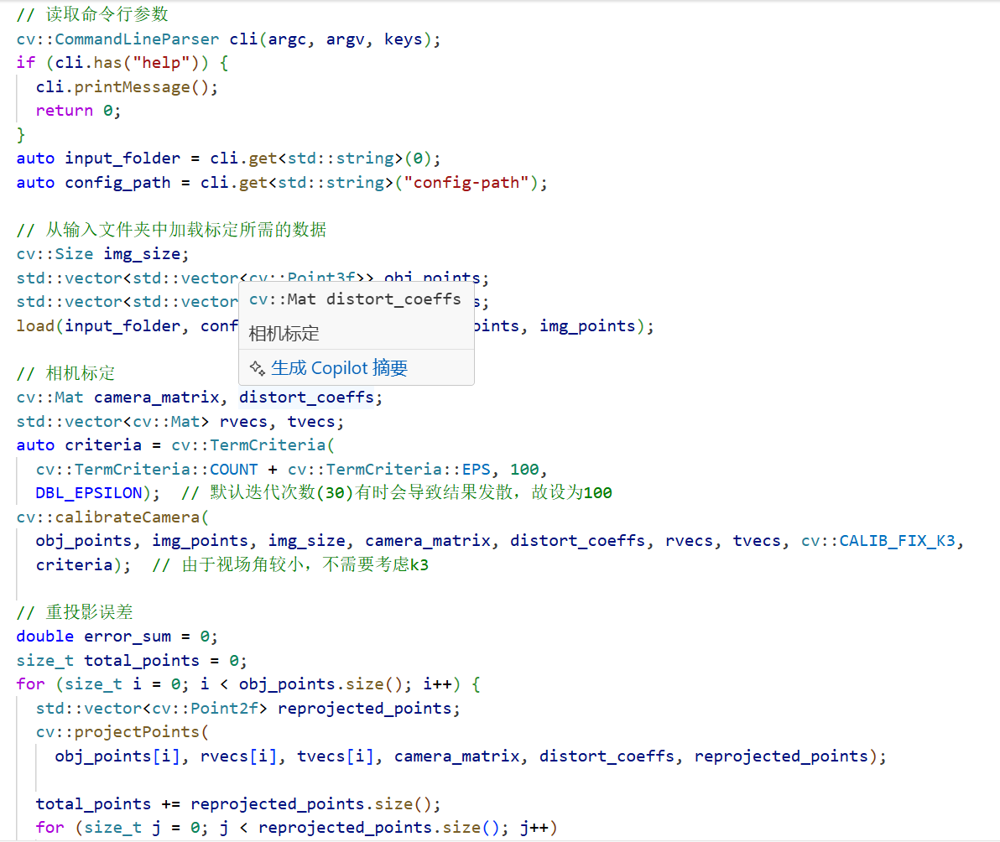 // 读取命令行参数
cv::CommandLineParser cli(argc, argv, keys);
if (cli.has("help")) {
  cli.printMessage();
  return 0;
}
auto input_folder = cli.get<std::string>(0);
auto config_path = cli.get<std::string>("config-path");
// 从输入文件夹中加载标定所需的数据
cv::Size img_size;
std::vector<std::vector<cv::Point3f>> obj_points;
std::vector<std::vector s;
cv::Mat distort_coeffs
load(input_folder, conf oints, img_points);
相机标定
生成 Copilot 摘要
// 相机标定
cv::Mat camera_matrix, distort_coeffs;
std::vector<cv::Mat> rvecs, tvecs;
auto criteria = cv::TermCriteria(
  cv::TermCriteria::COUNT + cv::TermCriteria::EPS, 100,
  DBL_EPSILON);  // 默认迭代次数(30)有时会导致结果发散，故设为100
cv::calibrateCamera(
  obj_points, img_points, img_size, camera_matrix, distort_coeffs, rvecs, tvecs, cv::CALIB_FIX_K3,
  criteria);  // 由于视场角较小，不需要考虑k3
// 重投影误差
double error_sum = 0;
size_t total_points = 0;
for (size_t i = 0; i < obj_points.size(); i++) {
  std::vector<cv::Point2f> reprojected_points;
  cv::projectPoints(
    obj_points[i], rvecs[i], tvecs[i], camera_matrix, distort_coeffs, reprojected_points);
  total_points += reprojected_points.size();
  for (size_t j = 0; j < reprojected_points.size(); j++)